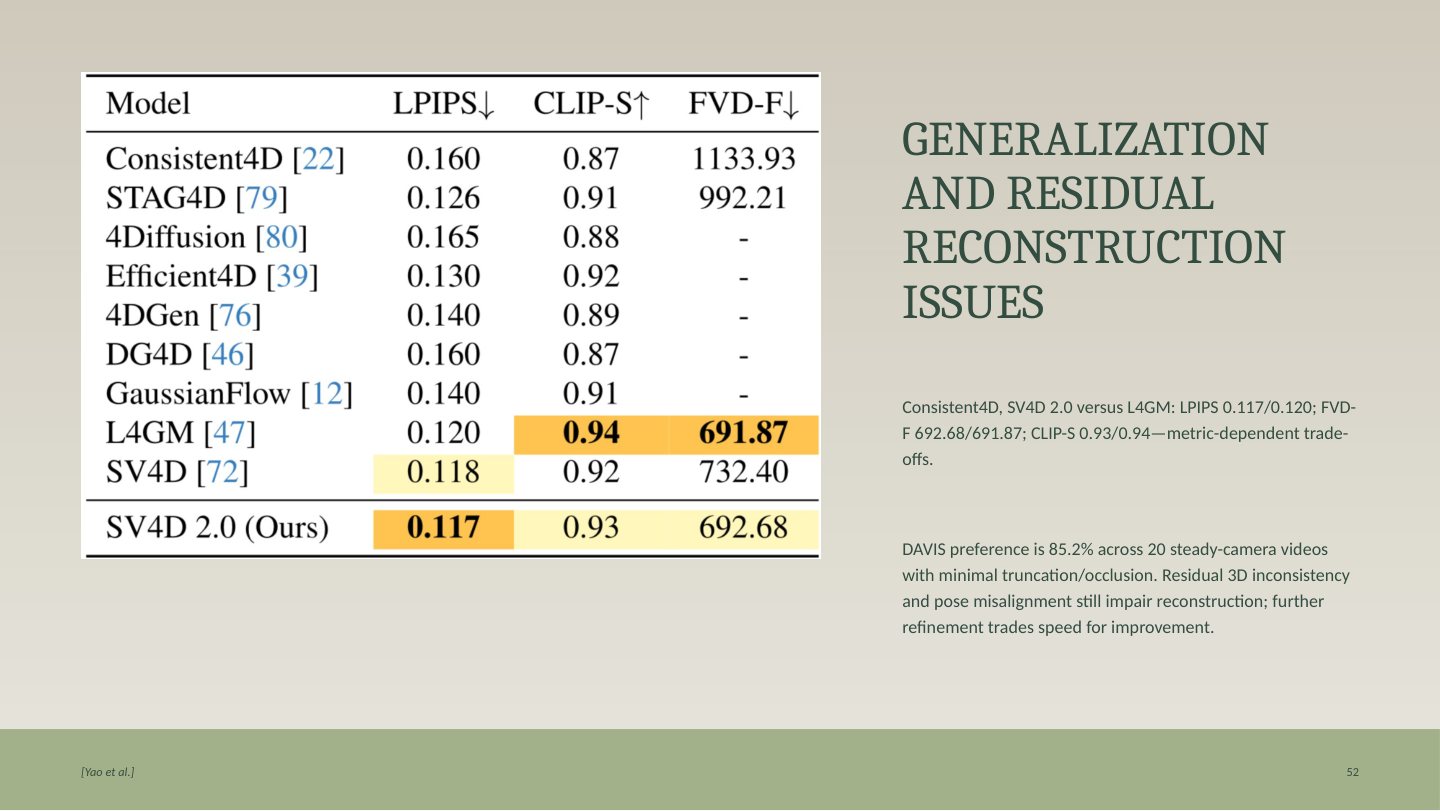 Model LPIPS↓ CLIP-S↑ FVD-F↓
Consistent4D [22] 0.160 0.87 1133.93
STAG4D [79] 0.126 0.91 992.21
4Diffusion [80] 0.165 0.88 -
Efficient4D [39] 0.130 0.92 -
4DGen [76] 0.140 0.89 -
DG4D [46] 0.160 0.87 -
GaussianFlow [12] 0.140 0.91 -
L4GM [47] 0.120 0.94 691.87
SV4D [72] 0.118 0.92 732.40
SV4D 2.0 (Ours) 0.117 0.93 692.68
GENERALIZATION
AND RESIDUAL
RECONSTRUCTION
ISSUES
Consistent4D, SV4D 2.0 versus L4GM: LPIPS 0.117/0.120; FVD-
F 692.68/691.87; CLIP-S 0.93/0.94—metric-dependent trade-
offs.
DAVIS preference is 85.2% across 20 steady-camera videos
with minimal truncation/occlusion. Residual 3D inconsistency
and pose misalignment still impair reconstruction; further
refinement trades speed for improvement.
[Yao et al.]
52